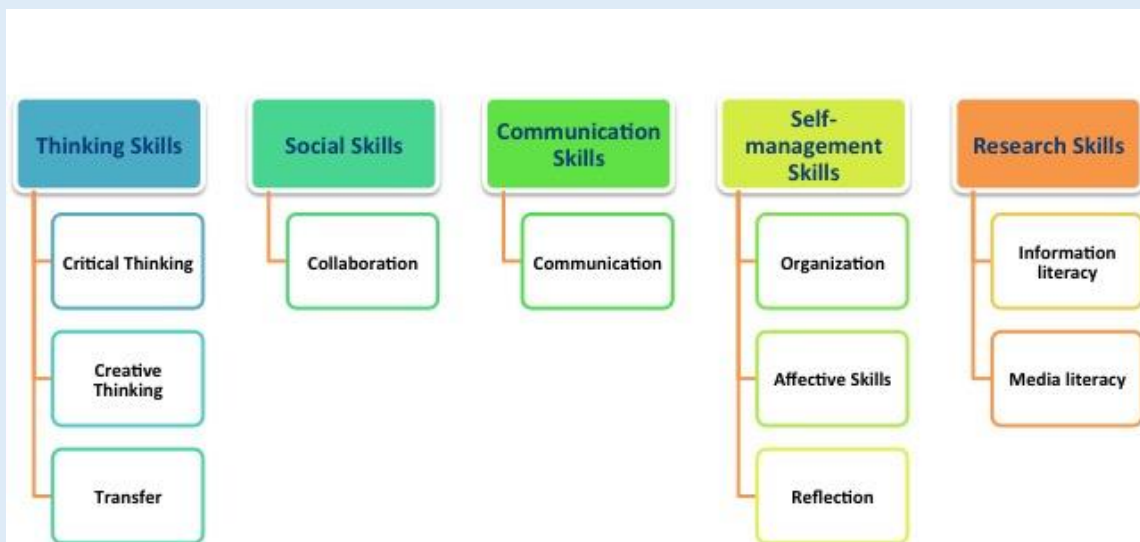 Thinking Skills
Critical Thinking
Creative
Thinking
Transfer
Social Skills
Collaboration
Communication
Skills
Communication
Self-
management
Skills
Organization
Affective Skills
Reflection
Research Skills
Information
literacy
Media literacy